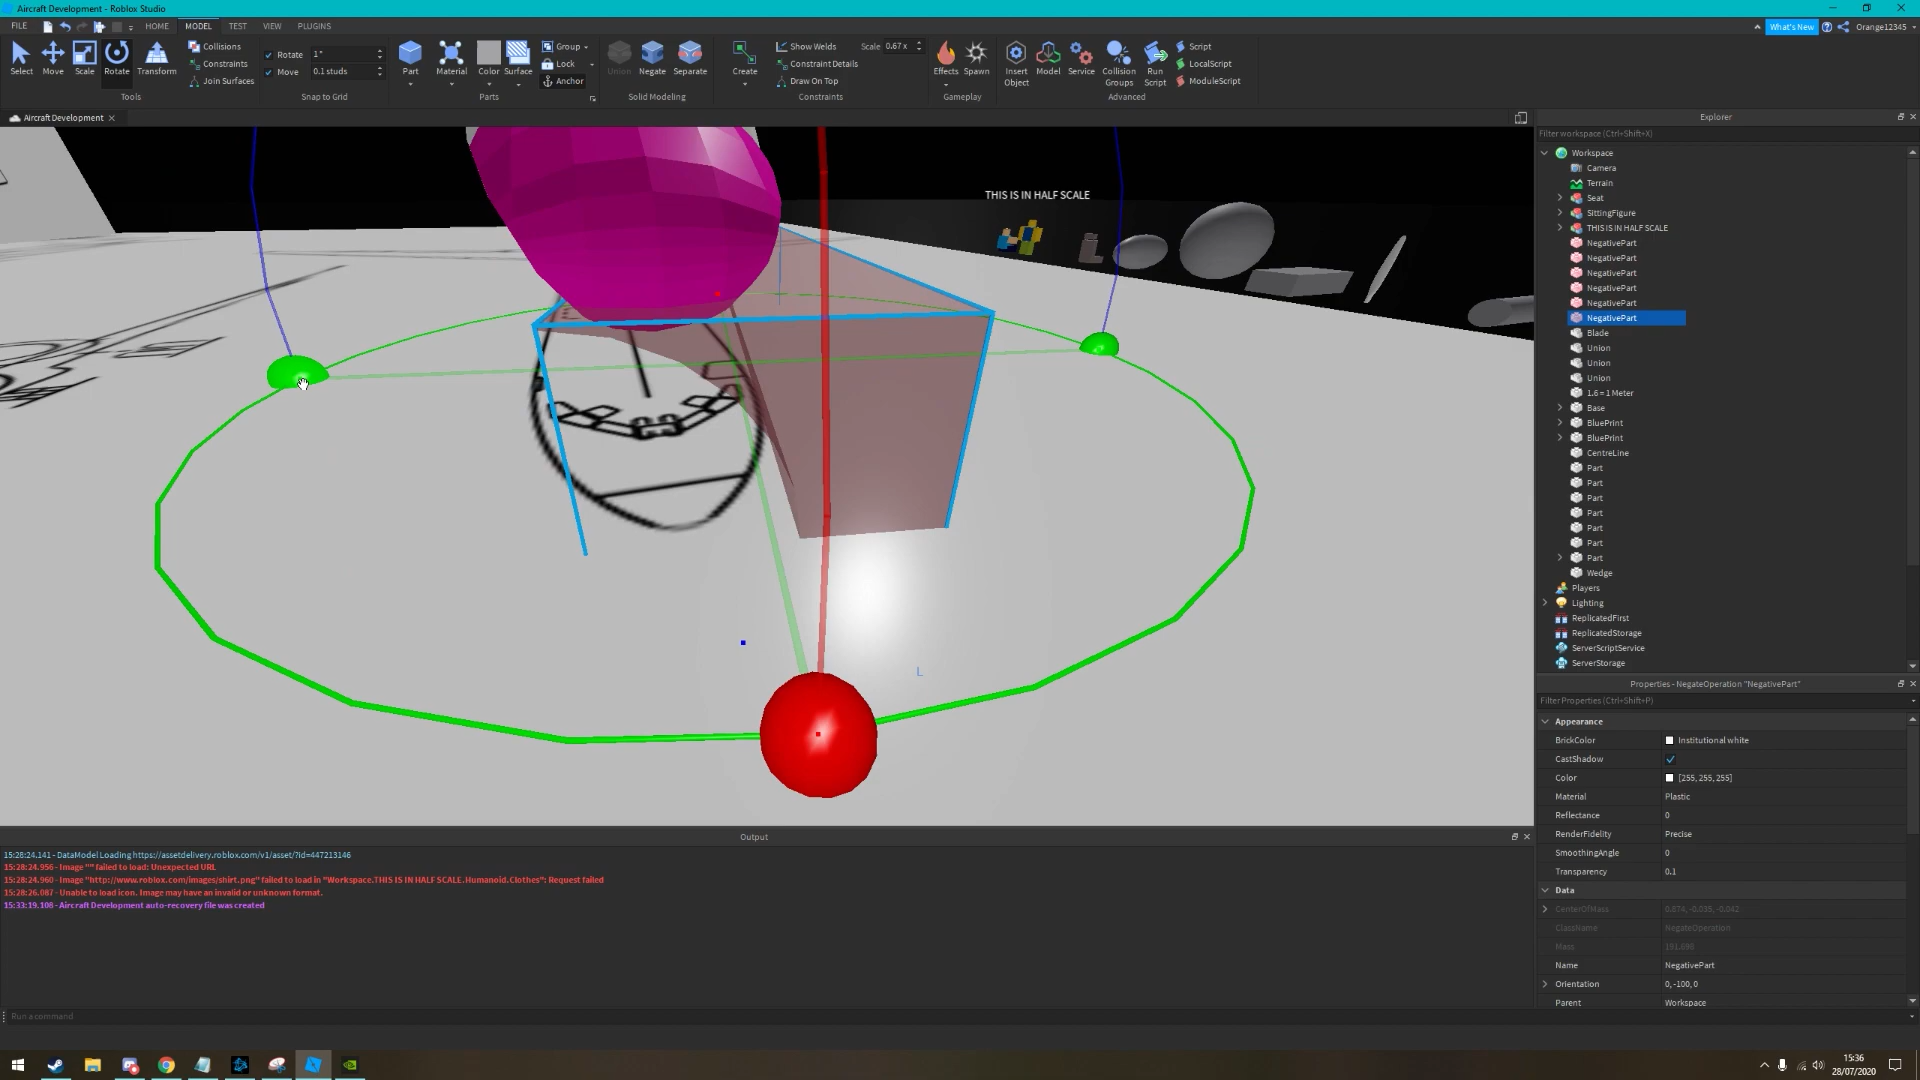 Aircraft Development - Roblox Studio
FILE HOME MODEL TEST VIEW PLUGINS What's New Orange12345
Select Move Scale Rotate Transform
Collisions
Constraints
Join Surfaces
Tools
Rotate 1°
Move 0.1 studs
Snap to Grid
Part Material Color Surface
Group
Lock
Anchor
Parts
Union Negate Separate
Solid Modeling
Create
Show Welds Scale 0.67 x
Constraint Details
Draw On Top
Constraints
Effects Spawn
Gameplay
Insert Object Model Service Collision Groups Run Script
Script
LocalScript
ModuleScript
Advanced
Aircraft Development
THIS IS IN HALF SCALE
Explorer
Filter workspace (Ctrl+Shift+X)
Workspace
Camera
Terrain
Seat
SittingFigure
THIS IS IN HALF SCALE
NegativePart
NegativePart
NegativePart
NegativePart
NegativePart
NegativePart
Blade
Union
Union
Union
1.6 = 1 Meter
Base
BluePrint
BluePrint
CentreLine
Part
Part
Part
Part
Part
Part
Part
Wedge
Players
Lighting
ReplicatedFirst
ReplicatedStorage
ServerScriptService
ServerStorage
Properties - NegateOperation "NegativePart"
Filter Properties (Ctrl+Shift+P)
Appearance
BrickColor Institutional white
CastShadow
Color [255, 255, 255]
Material Plastic
Reflectance 0
RenderFidelity Precise
SmoothingAngle 0
Transparency 0.1
Data
CenterOfMass 0.874, -0.035, -0.042
ClassName NegateOperation
Mass
Name NegativePart
Orientation 0, -100, 0
Parent Workspace
Output
15:28:24.141 - DataModel Loading https://assetdelivery.roblox.com/v1/asset/?id=447213146
15:28:24.956 - Image "" failed to load: Unexpected URL
15:28:24.960 - Image "http://www.roblox.com/images/shirt.png" failed to load in "Workspace.THIS IS IN HALF SCALE.Humanoid.Clothes": Request failed
15:28:26.087 - Unable to load icon. Image may have an invalid or unknown format.
15:33:19.108 - Aircraft Development auto-recovery file was created
Run a command
15:36
28/07/2020